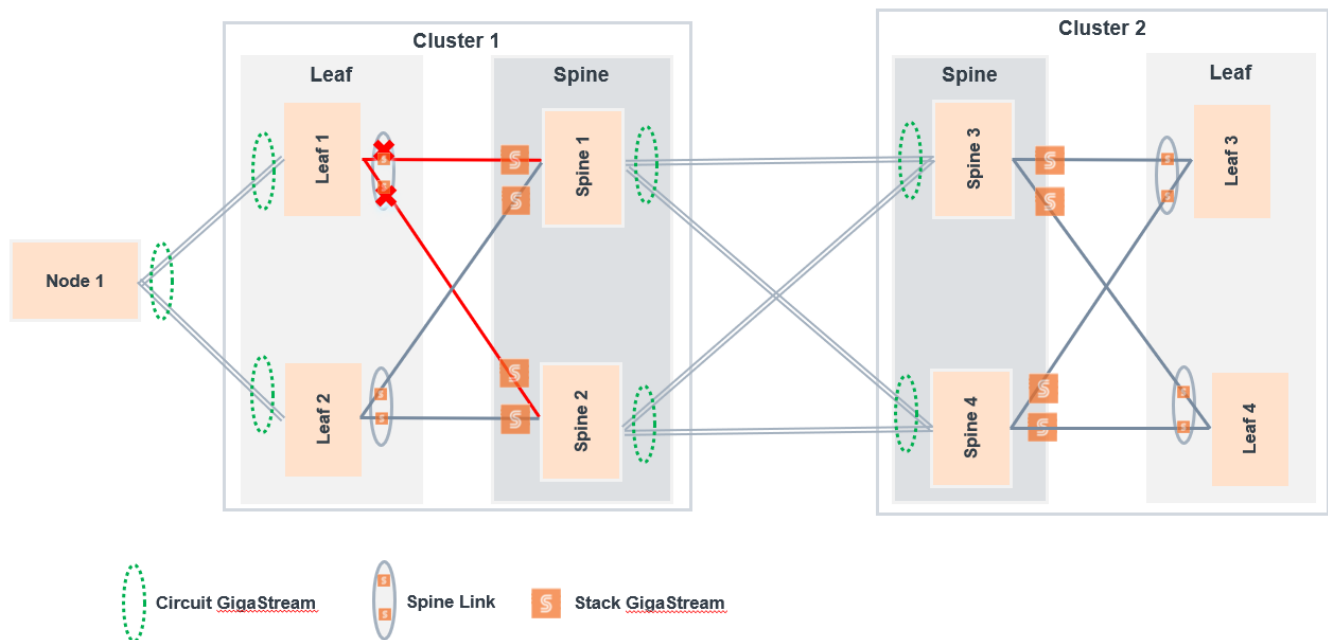 Cluster 1
Cluster 2
Leaf
Spine
Spine
Leaf
Leaf 1
Spine 1
Spine 3
Leaf 3
Node 1
Leaf 2
Spine 2
Spine 4
Leaf 4
Circuit GigaStream
Spine Link
Stack GigaStream